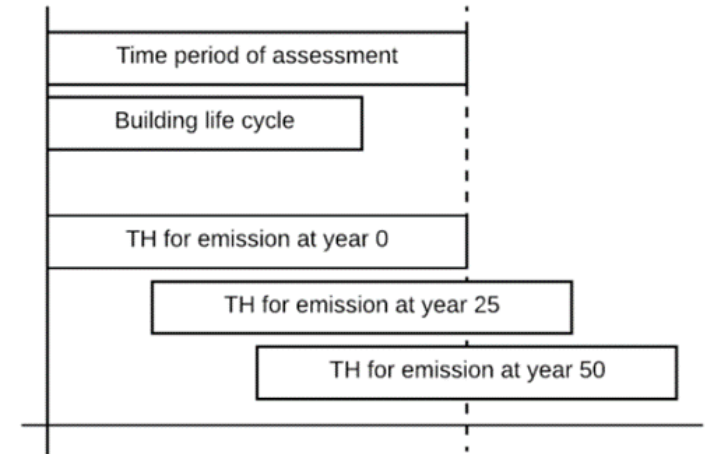 Time period of assessment
Building life cycle
TH for emission at year 0
TH for emission at year 25
TH for emission at year 50